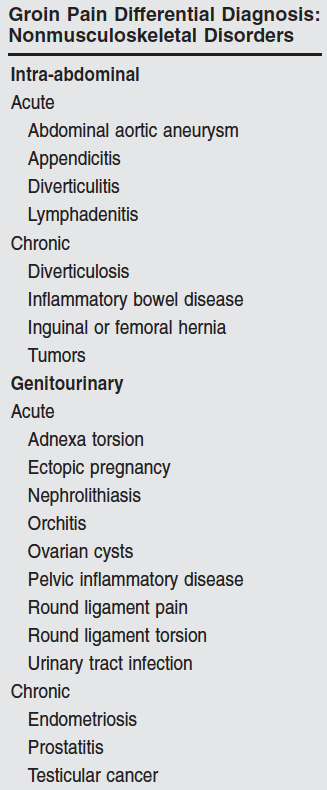 Groin Pain Differential Diagnosis:
Nonmusculoskeletal Disorders
Intra-abdominal
Acute
Abdominal aortic aneurysm
Appendicitis
Diverticulitis
Lymphadenitis
Chronic
Diverticulosis
Inflammatory bowel disease
Inguinal or femoral hernia
Tumors
Genitourinary
Acute
Adnexa torsion
Ectopic pregnancy
Nephrolithiasis
Orchitis
Ovarian cysts
Pelvic inflammatory disease
Round ligament pain
Round ligament torsion
Urinary tract infection
Chronic
Endometriosis
Prostatitis
Testicular cancer